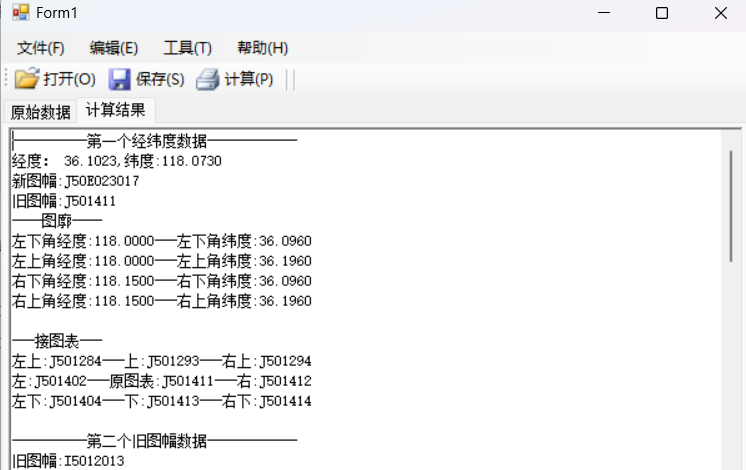 Form1
文件(F) 编辑(E) 工具(T) 帮助(H)
打开(O) 保存(S) 计算(P)
原始数据 计算结果
————————第一个经纬度数据————————
经度： 36.1023,纬度:118.0730
新图幅:J50E023017
旧图幅:J501411
———图廓———
左下角经度:118.0000——左下角纬度:36.0960
左上角经度:118.0000——左上角纬度:36.1960
右下角经度:118.1500——右下角纬度:36.0960
右上角经度:118.1500——右上角纬度:36.1960
——接图表——
左上:J501284——上:J501293——右上:J501294
左:J501402——原图表:J501411——右:J501412
左下:J501404——下:J501413——右下:J501414
————————第二个旧图幅数据————————
旧图幅:I5012013